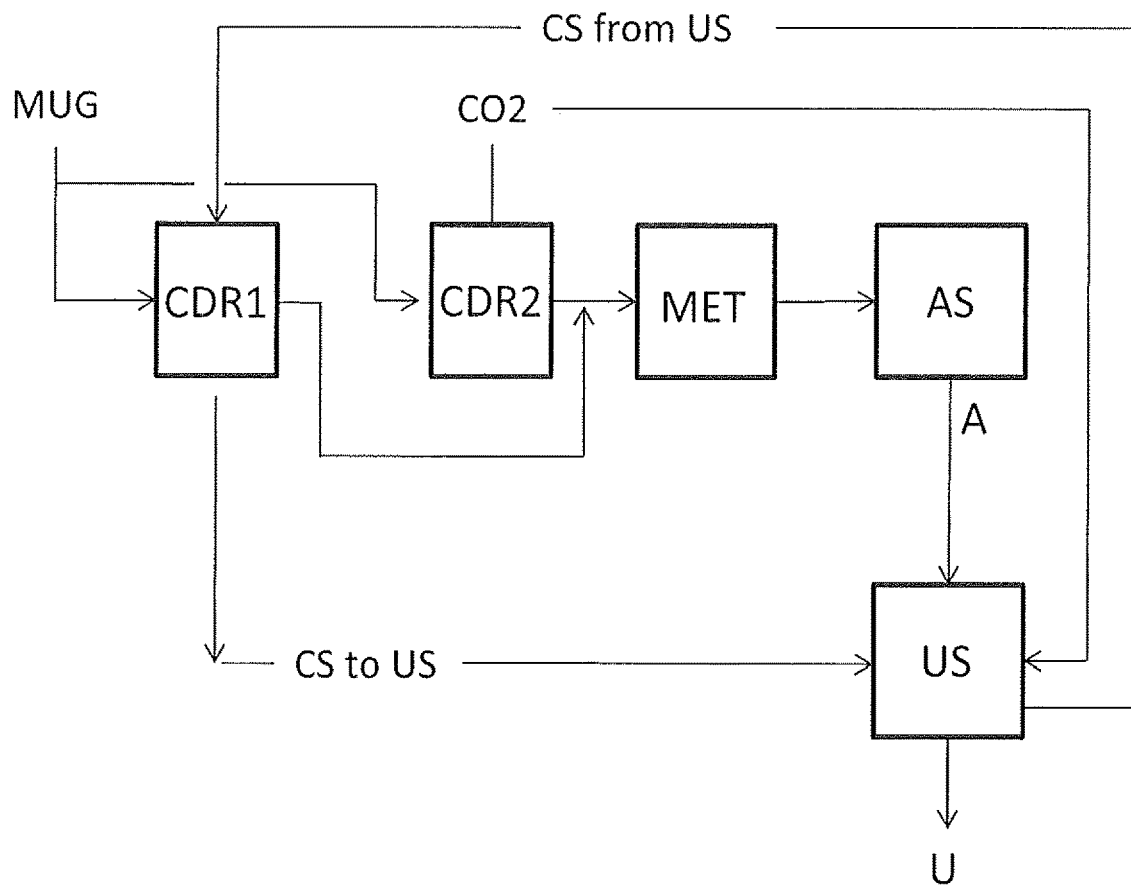 CS from US
MUG
CO2
CDR1
CDR2
MET
AS
A
CS to US
US
U